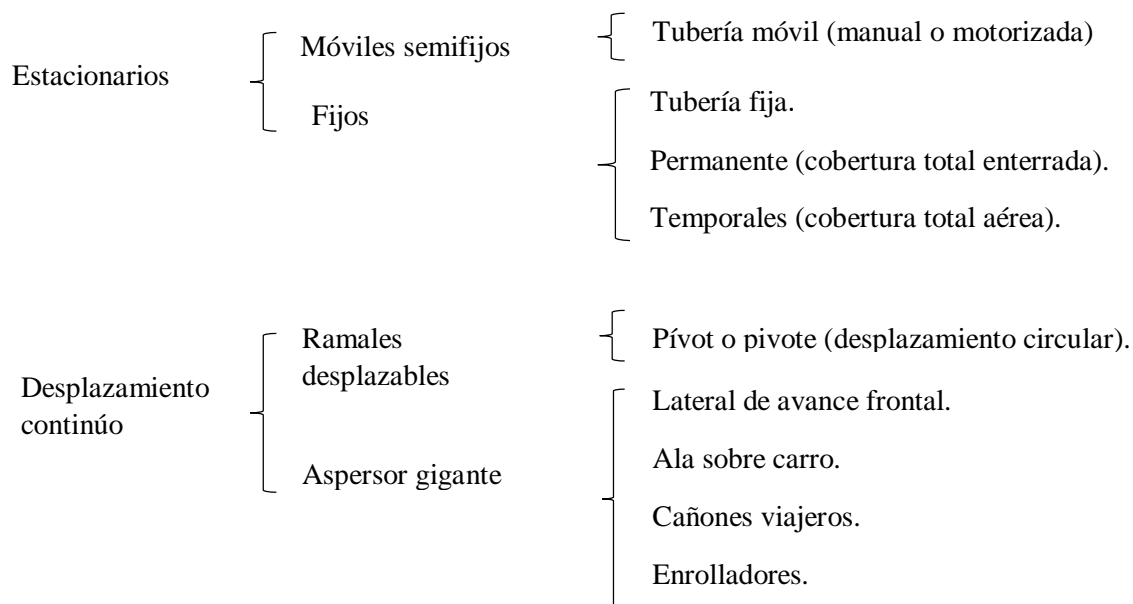 Estacionarios
Móviles semifijos
Tubería móvil (manual o motorizada)
Fijos
Tubería fija.
Permanente (cobertura total enterrada).
Temporales (cobertura total aérea).
Desplazamiento
continúo
Ramales
desplazables
Pívot o pivote (desplazamiento circular).
Aspersor gigante
Lateral de avance frontal.
Ala sobre carro.
Cañones viajeros.
Enrolladores.